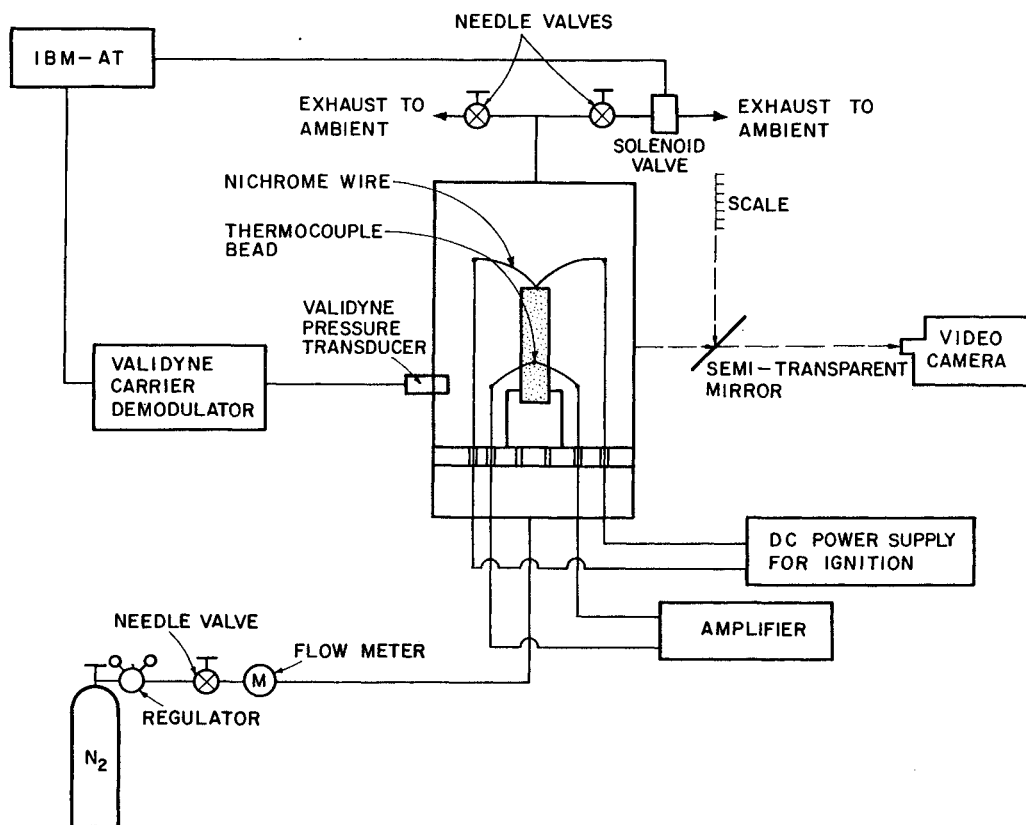 NEEDLE VALVES
IBM-AT
EXHAUST TO
AMBIENT
EXHAUST TO
AMBIENT
SOLENOID
VALVE
NICHROME WIRE
SCALE
THERMOCOUPLE
BEAD
VALIDYNE
PRESSURE
TRANSDUCER
VIDEO
CAMERA
SEMI-TRANSPARENT
MIRROR
VALIDYNE
CARRIER
DEMODULATOR
DC POWER SUPPLY
FOR IGNITION
NEEDLE VALVE
AMPLIFIER
FLOW METER
M
REGULATOR
N2